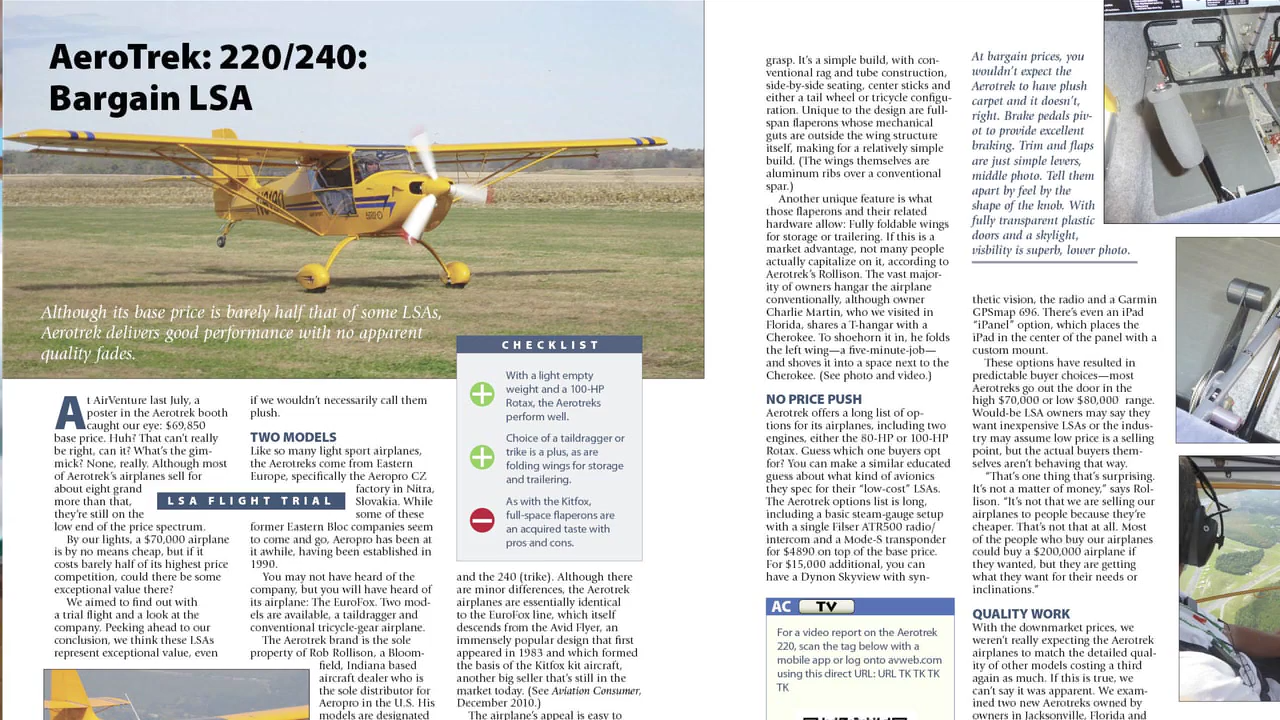 AeroTrek: 220/240:
Bargain LSA
Although its base price is barely half that of some LSAs,
Aerotrek delivers good performance with no apparent
quality fades.
At AirVenture last July, a
poster in the Aerotrek booth
caught our eye: $69,850
base price. Huh? That can't really
be right, can it? What's the gim-
mick? None, really. Although most
of Aerotrek's airplanes sell for
about eight grand
more than that,
they're still on the
low end of the price spectrum.
By our lights, a $70,000 airplane
is by no means cheap, but if it
costs barely half of its highest price
competition, could there be some
exceptional value there?
We aimed to find out with
a trial flight and a look at the
company. Peeking ahead to our
conclusion, we think these LSAs
represent exceptional value, even
LSA FLIGHT TRIAL
if we wouldn't necessarily call them
plush.
TWO MODELS
Like so many light sport airplanes,
the Aerotreks come from Eastern
Europe, specifically the Aeropro CZ
factory in Nitra,
Slovakia. While
some of these
former Eastern Bloc companies seem
to come and go, Aeropro has been at
it awhile, having been established in
1990.
You may not have heard of the
company, but you will have heard of
its airplane: The EuroFox. Two mod-
els are available, a taildragger and
conventional tricycle-gear airplane.
The Aerotrek brand is the sole
property of Rob Rollison, a Bloom-
field, Indiana based
aircraft dealer who is
the sole distributor for
Aeropro in the U.S. His
models are designated
CHECKLIST
With a light empty
weight and a 100-HP
Rotax, the Aerotreks
perform well.
Choice of a taildragger or
trike is a plus, as are
folding wings for storage
and trailering.
As with the Kitfox,
full-space flaperons are
an acquired taste with
pros and cons.
and the 240 (trike). Although there
are minor differences, the Aerotrek
airplanes are essentially identical
to the EuroFox line, which itself
descends from the Avid Flyer, an
immensely popular design that first
appeared in 1983 and which formed
the basis of the Kitfox kit aircraft,
another big seller that's still in the
market today. (See Aviation Consumer,
December 2010.)
The airplane's appeal is easy to
grasp. It's a simple build, with con-
ventional rag and tube construction,
side-by-side seating, center sticks and
either a tail wheel or tricycle configu-
ration. Unique to the design are full-
span flaperons whose mechanical
guts are outside the wing structure
itself, making for a relatively simple
build. (The wings themselves are
aluminum ribs over a conventional
spar.)
Another unique feature is what
those flaperons and their related
hardware allow: Fully foldable wings
for storage or trailering. If this is a
market advantage, not many people
actually capitalize on it, according to
Aerotrek's Rollison. The vast major-
ity of owners hangar the airplane
conventionally, although owner
Charlie Martin, who we visited in
Florida, shares a T-hangar with a
Cherokee. To shoehorn it in, he folds
the left wing—a five-minute-job—
and shoves it into a space next to the
Cherokee. (See photo and video.)
NO PRICE PUSH
Aerotrek offers a long list of op-
tions for its airplanes, including two
engines, either the 80-HP or 100-HP
Rotax. Guess which one buyers opt
for? You can make a similar educated
guess about what kind of avionics
they spec for their "low-cost" LSAs.
The Aerotrek options list is long,
including a basic steam-gauge setup
with a single Filser ATR500 radio/
intercom and a Mode-S transponder
for $4890 on top of the base price.
For $15,000 additional, you can
have a Dynon Skyview with syn-
AC TV
For a video report on the Aerotrek
220, scan the tag below with a
mobile app or log onto avweb.com
using this direct URL: URL TK TK TK
TK
At bargain prices, you
wouldn't expect the
Aerotrek to have plush
carpet and it doesn't,
right. Brake pedals piv-
ot to provide excellent
braking. Trim and flaps
are just simple levers,
middle photo. Tell them
apart by feel by the
shape of the knob. With
fully transparent plastic
doors and a skylight,
visbility is superb, lower photo.
thetic vision, the radio and a Garmin
GPSmap 696. There's even an iPad
"iPanel" option, which places the
iPad in the center of the panel with a
custom mount.
These options have resulted in
predictable buyer choices—most
Aerotreks go out the door in the
high $70,000 or low $80,000 range.
Would-be LSA owners may say they
want inexpensive LSAs or the indus-
try may assume low price is a selling
point, but the actual buyers them-
selves aren't behaving that way.
"That's one thing that's surprising.
It's not a matter of money," says Rol-
lison. "It's not that we are selling our
airplanes to people because they're
cheaper. That's not that at all. Most
of the people who buy our airplanes
could buy a $200,000 airplane if
they wanted, but they are getting
what they want for their needs or
inclinations."
QUALITY WORK
With the downmarket prices, we
weren't really expecting the Aerotrek
airplanes to match the detailed qual-
ity of other models costing a third
again as much. If this is true, we
can't say it was apparent. We exam-
ined two new Aerotreks owned by
owners in Jacksonville, Florida and